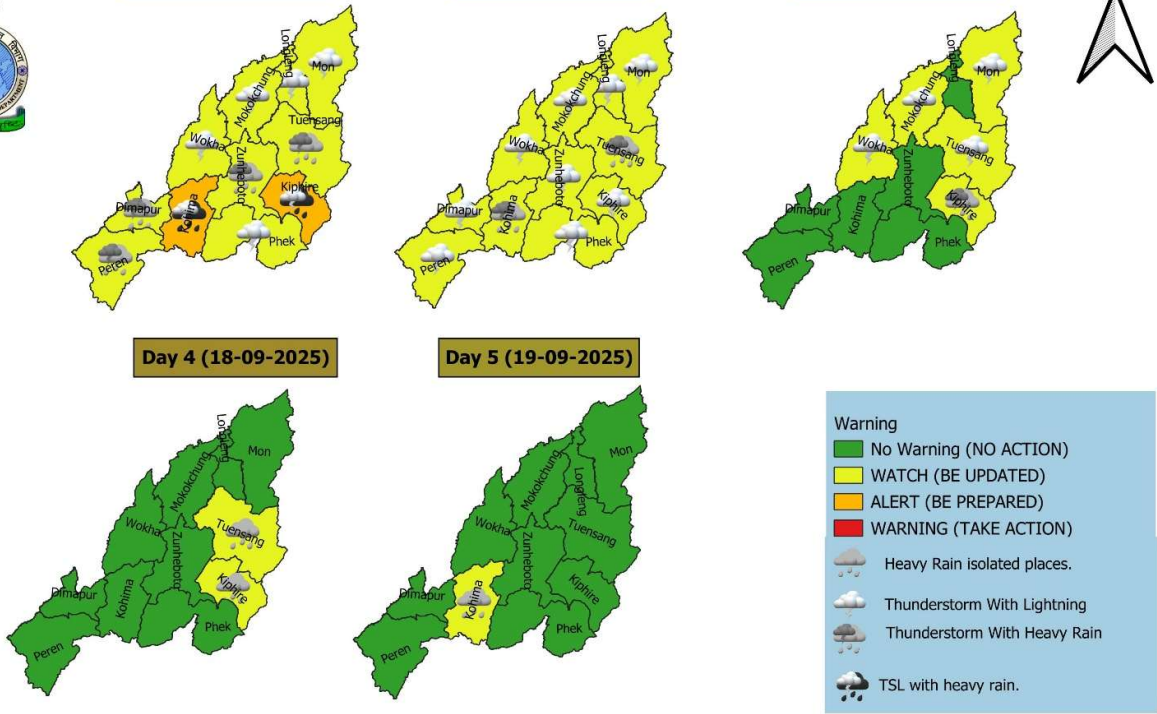 विभाग
DEPARTMENT
Longleng
Mon
Mokokchung
Tuensang
Wokha
Zunheboto
Kiphire
Dimapur
Kohima
Phek
Peren
Longleng
Mon
Mokokchung
Tuensang
Wokha
Zunheboto
Kiphire
Dimapur
Kohima
Phek
Peren
Longleng
Mon
Mokokchung
Tuensang
Wokha
Zunheboto
Kiphire
Dimapur
Kohima
Phek
Peren
Day 4 (18-09-2025)
Day 5 (19-09-2025)
Longleng
Mon
Mokokchung
Tuensang
Wokha
Zunheboto
Kiphire
Dimapur
Kohima
Phek
Peren
Mon
Mokokchung
Longleng
Wokha
Tuensang
Zunheboto
Kiphire
Dimapur
Kohima
Phek
Peren
Warning
No Warning (NO ACTION)
WATCH (BE UPDATED)
ALERT (BE PREPARED)
WARNING (TAKE ACTION)
Heavy Rain isolated places.
Thunderstorm With Lightning
Thunderstorm With Heavy Rain
TSL with heavy rain.